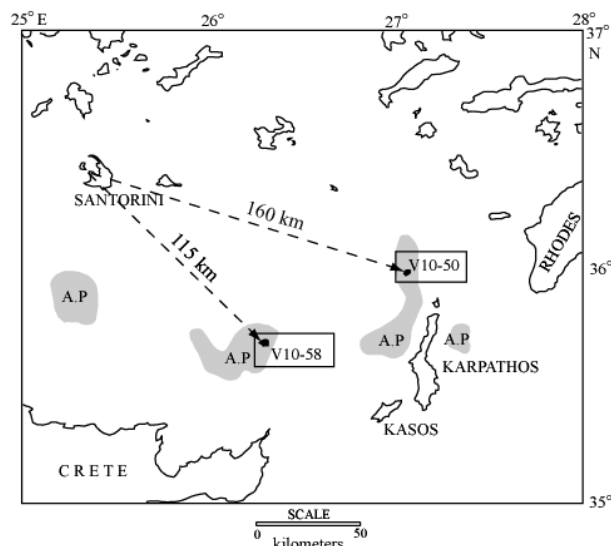 25° E
26°
27°
28°
37°
N
SANTORINI
160 km
115 km
RHODES
36°
V10-50
A.P
A.P
V10-58
A.P
A.P
KARPATHOS
KASOS
CRETE
35°
SCALE
0
50
kilometers